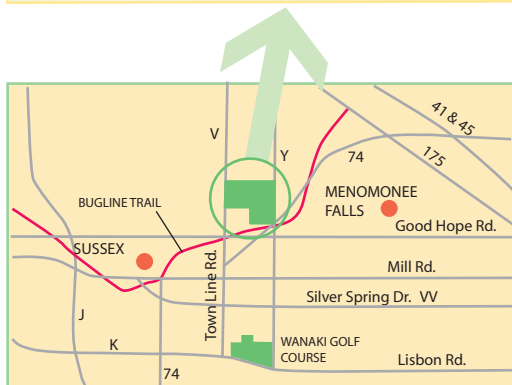 41 & 45
V
Y
74
175
MENOMONEE
FALLS
BUGLINE TRAIL
Good Hope Rd.
SUSSEX
Mill Rd.
Town Line Rd.
Silver Spring Dr. VV
J
K
WANAKI GOLF
COURSE
Lisbon Rd.
74